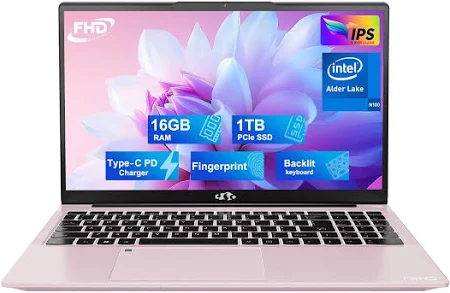 FHD
IPS
intel
Alder Lake
N100
16GB
RAM
1TB
PCIe SSD
Type-C PD
Charger
Fingerprint
Backlit
keyboard